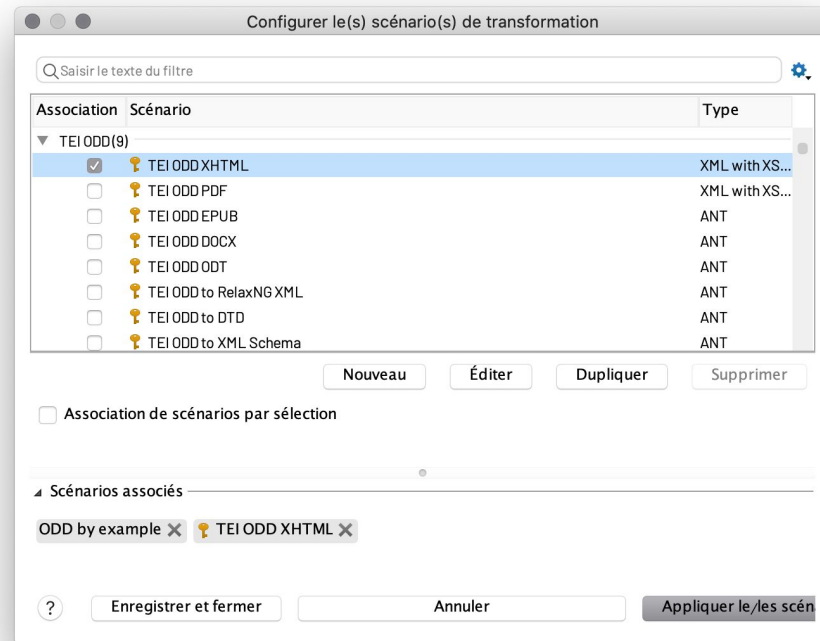 Configurer le(s) scénario(s) de transformation
Saisir le texte du filtre
Association Scénario Type
TEI ODD (9)
TEI ODD XHTML XML with XS...
TEI ODD PDF XML with XS...
TEI ODD EPUB ANT
TEI ODD DOCX ANT
TEI ODD ODT ANT
TEI ODD to RelaxNG XML ANT
TEI ODD to DTD ANT
TEI ODD to XML Schema ANT
Nouveau Éditer Dupliquer Supprimer
Association de scénarios par sélection
Scénarios associés
ODD by example TEI ODD XHTML
? Enregistrer et fermer Annuler Appliquer le/les scén